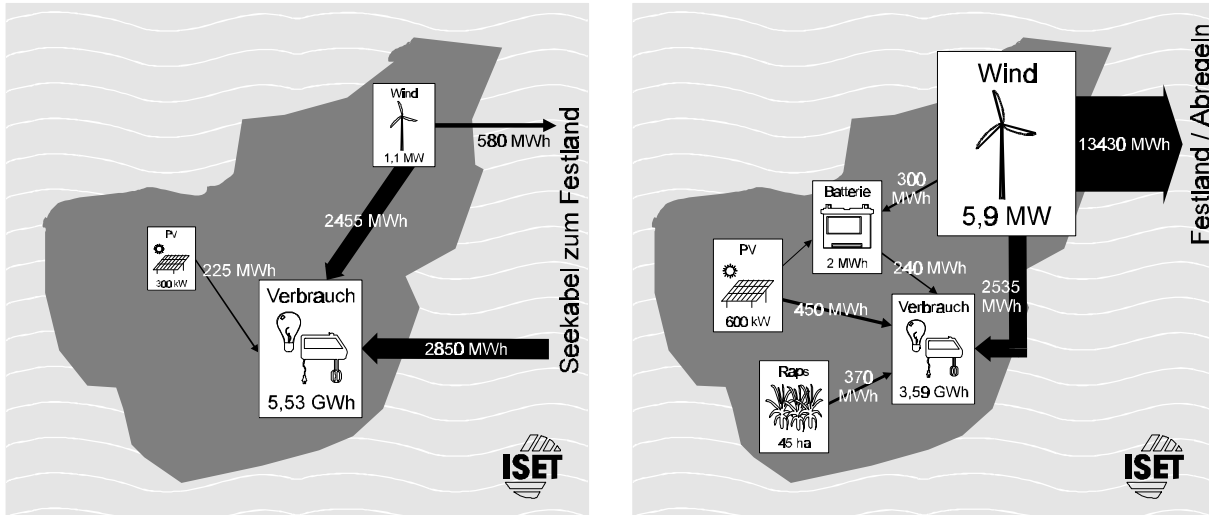 Wind
1,1 MW
580 MWh
2455 MWh
PV
300 kW
225 MWh
Verbrauch
5,53 GWh
2850 MWh
Seekabel zum Festland
ISET
Wind
5,9 MW
13430 MWh
Festland / Abregeln
300
MWh
Batterie
2 MWh
240 MWh
2535
MWh
PV
600 kW
450 MWh
Verbrauch
3,59 GWh
Raps
45 ha
370
MWh
ISET